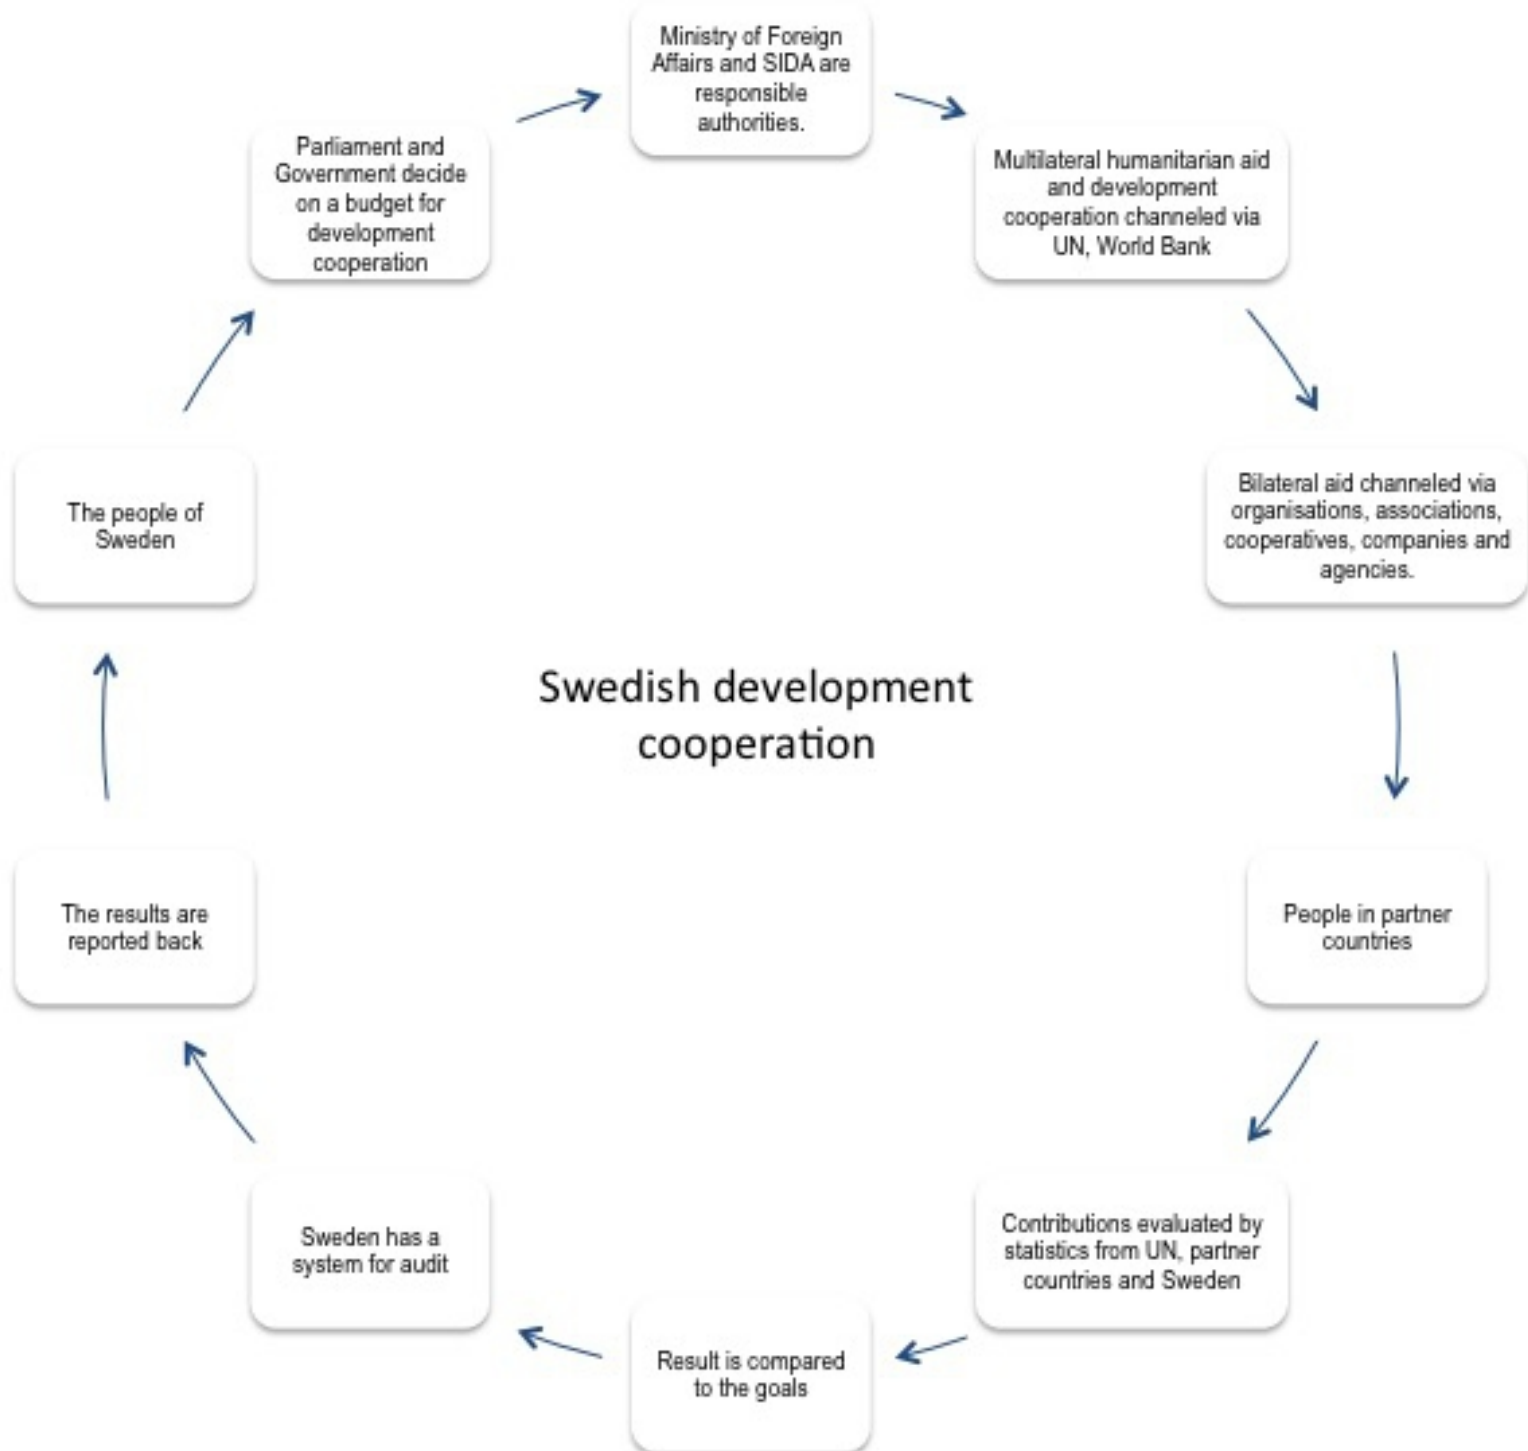 Ministry of Foreign
Affairs and SIDA are
responsible
authorities.
Multilateral humanitarian aid
and development
cooperation channeled via
UN, World Bank
Bilateral aid channeled via
organisations, associations,
cooperatives, companies and
agencies.
People in partner
countries
Contributions evaluated by
statistics from UN, partner
countries and Sweden
Result is compared
to the goals
Sweden has a
system for audit
The results are
reported back
The people of
Sweden
Parliament and
Government decide
on a budget for
development
cooperation
Swedish development
cooperation